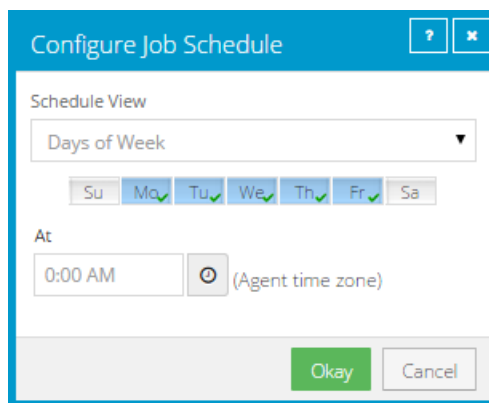 Configure Job Schedule ? ×
Schedule View
Days of Week
Su Mo Tu We Th Fr Sa
At
0:00 AM (Agent time zone)
Okay Cancel